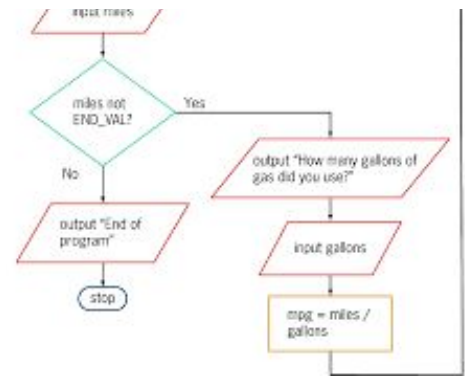 input miles
miles not
END_VAL?
Yes
No
output "How many gallons of
gas did you use?"
output "End of
program"
input gallons
stop
mpg = miles /
gallons